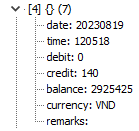 [4] {} (7)
date: 20230819
time: 120518
debit: 0
credit: 140
balance: 2925425
currency: VND
remarks: